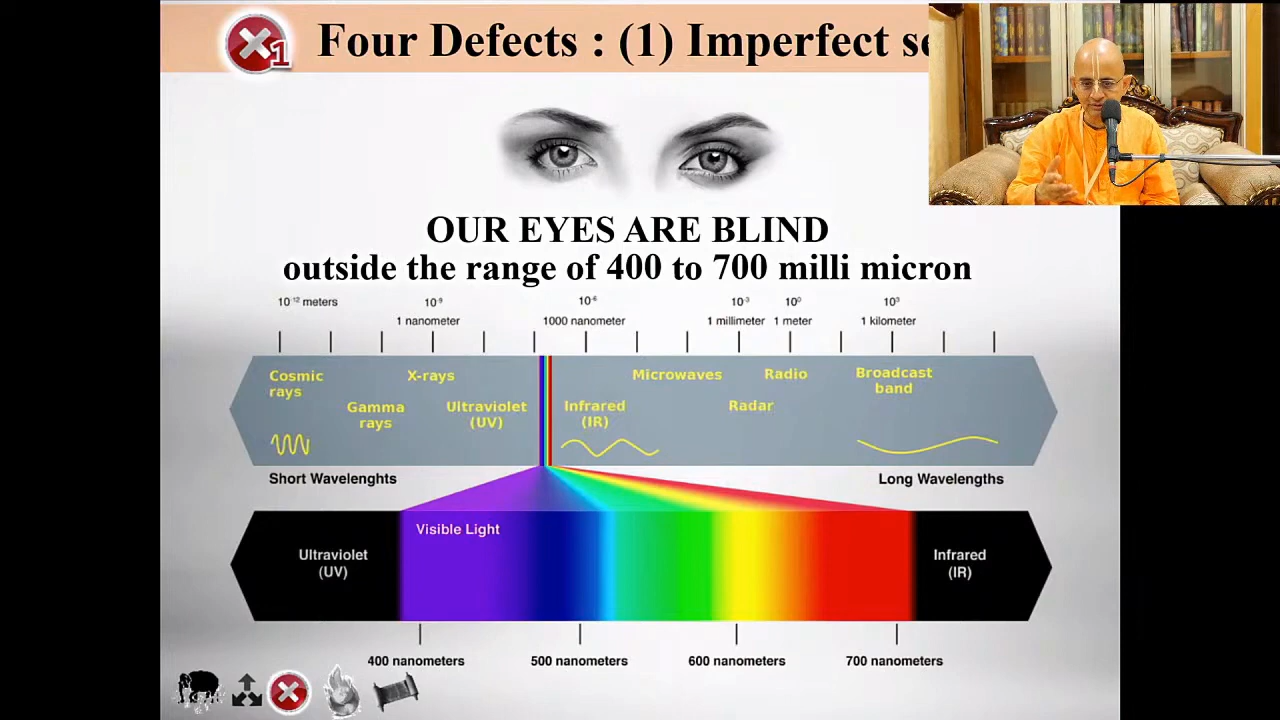 1
Four Defects : (1) Imperfect se
OUR EYES ARE BLIND
outside the range of 400 to 700 milli micron
10⁻¹² meters 10⁻⁹ 10⁻⁶ 10⁻³ 10⁰ 10³
1 nanometer 1000 nanometer 1 millimeter 1 meter 1 kilometer
Cosmic
rays
Gamma
rays
X-rays
Ultraviolet
(UV)
Infrared
(IR)
Microwaves
Radar
Radio
Broadcast
band
Short Wavelenghts
Long Wavelengths
Ultraviolet
(UV)
Visible Light
Infrared
(IR)
400 nanometers 500 nanometers 600 nanometers 700 nanometers